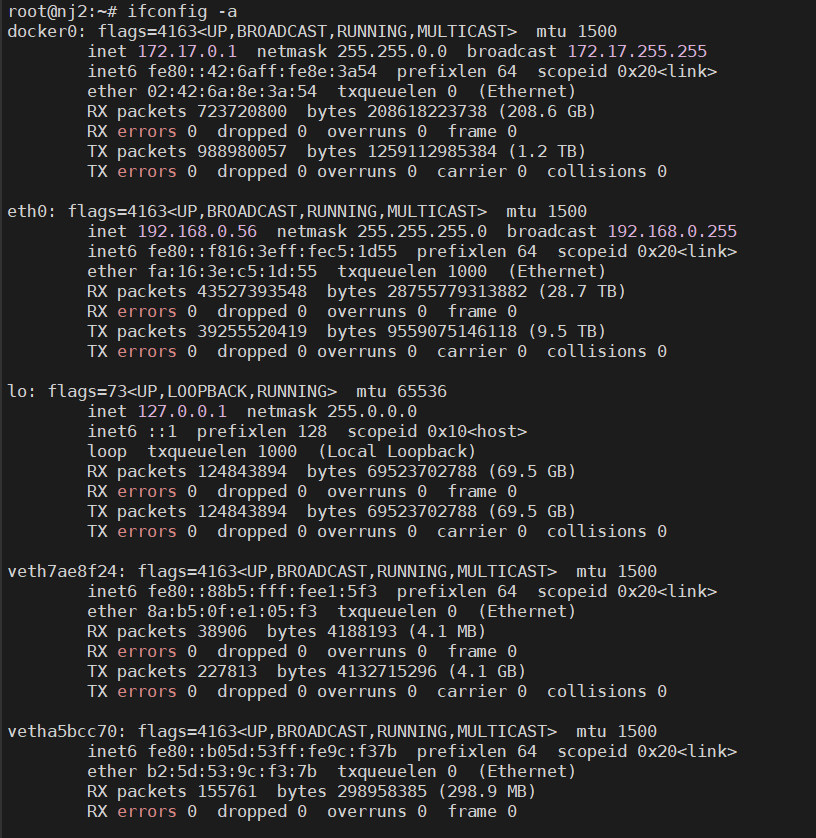 root@nj2:~# ifconfig -a
docker0: flags=4163<UP,BROADCAST,RUNNING,MULTICAST>  mtu 1500
        inet 172.17.0.1  netmask 255.255.0.0  broadcast 172.17.255.255
        inet6 fe80::42:6aff:fe8e:3a54  prefixlen 64  scopeid 0x20<link>
        ether 02:42:6a:8e:3a:54  txqueuelen 0  (Ethernet)
        RX packets 723720800  bytes 208618223738 (208.6 GB)
        RX errors 0  dropped 0  overruns 0  frame 0
        TX packets 988980057  bytes 1259112985384 (1.2 TB)
        TX errors 0  dropped 0 overruns 0  carrier 0  collisions 0

eth0: flags=4163<UP,BROADCAST,RUNNING,MULTICAST>  mtu 1500
        inet 192.168.0.56  netmask 255.255.255.0  broadcast 192.168.0.255
        inet6 fe80::f816:3eff:fec5:1d55  prefixlen 64  scopeid 0x20<link>
        ether fa:16:3e:c5:1d:55  txqueuelen 1000  (Ethernet)
        RX packets 43527393548  bytes 28755779313882 (28.7 TB)
        RX errors 0  dropped 0  overruns 0  frame 0
        TX packets 39255520419  bytes 9559075146118 (9.5 TB)
        TX errors 0  dropped 0 overruns 0  carrier 0  collisions 0

lo: flags=73<UP,LOOPBACK,RUNNING>  mtu 65536
        inet 127.0.0.1  netmask 255.0.0.0
        inet6 ::1  prefixlen 128  scopeid 0x10<host>
        loop  txqueuelen 1000  (Local Loopback)
        RX packets 124843894  bytes 69523702788 (69.5 GB)
        RX errors 0  dropped 0  overruns 0  frame 0
        TX packets 124843894  bytes 69523702788 (69.5 GB)
        TX errors 0  dropped 0 overruns 0  carrier 0  collisions 0

veth7ae8f24: flags=4163<UP,BROADCAST,RUNNING,MULTICAST>  mtu 1500
        inet6 fe80::88b5:fff:fee1:5f3  prefixlen 64  scopeid 0x20<link>
        ether 8a:b5:0f:e1:05:f3  txqueuelen 0  (Ethernet)
        RX packets 38906  bytes 4188193 (4.1 MB)
        RX errors 0  dropped 0  overruns 0  frame 0
        TX packets 227813  bytes 4132715296 (4.1 GB)
        TX errors 0  dropped 0 overruns 0  carrier 0  collisions 0

vetha5bcc70: flags=4163<UP,BROADCAST,RUNNING,MULTICAST>  mtu 1500
        inet6 fe80::b05d:53ff:fe9c:f37b  prefixlen 64  scopeid 0x20<link>
        ether b2:5d:53:9c:f3:7b  txqueuelen 0  (Ethernet)
        RX packets 155761  bytes 298958385 (298.9 MB)
        RX errors 0  dropped 0  overruns 0  frame 0